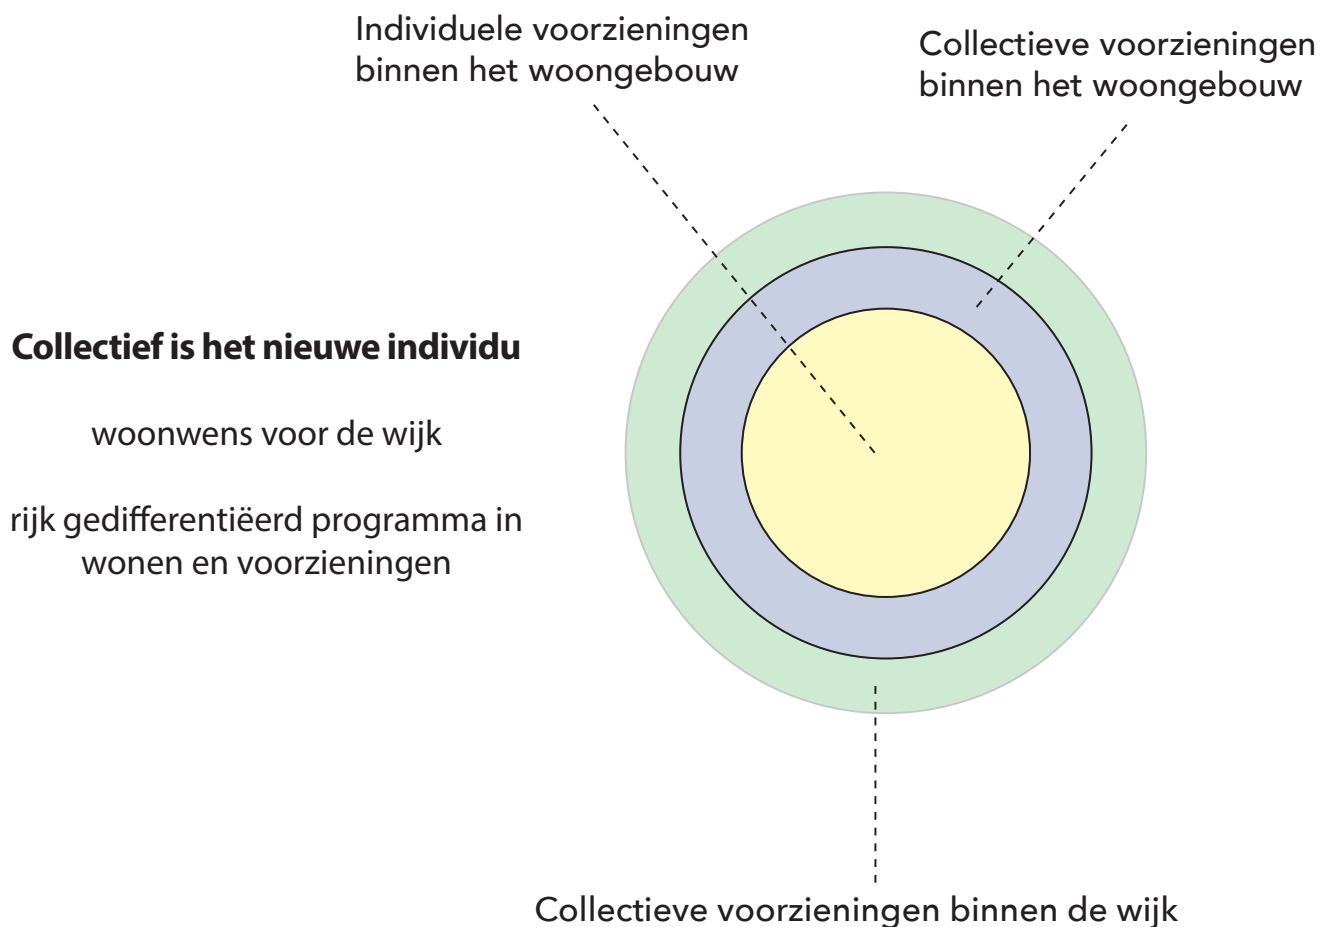 Individuele voorzieningen
binnen het woongebouw
Collectieve voorzieningen
binnen het woongebouw
Collectief is het nieuwe individu
woonwens voor de wijk
rijk gedifferentiëerd programma in
wonen en voorzieningen
Collectieve voorzieningen binnen de wijk